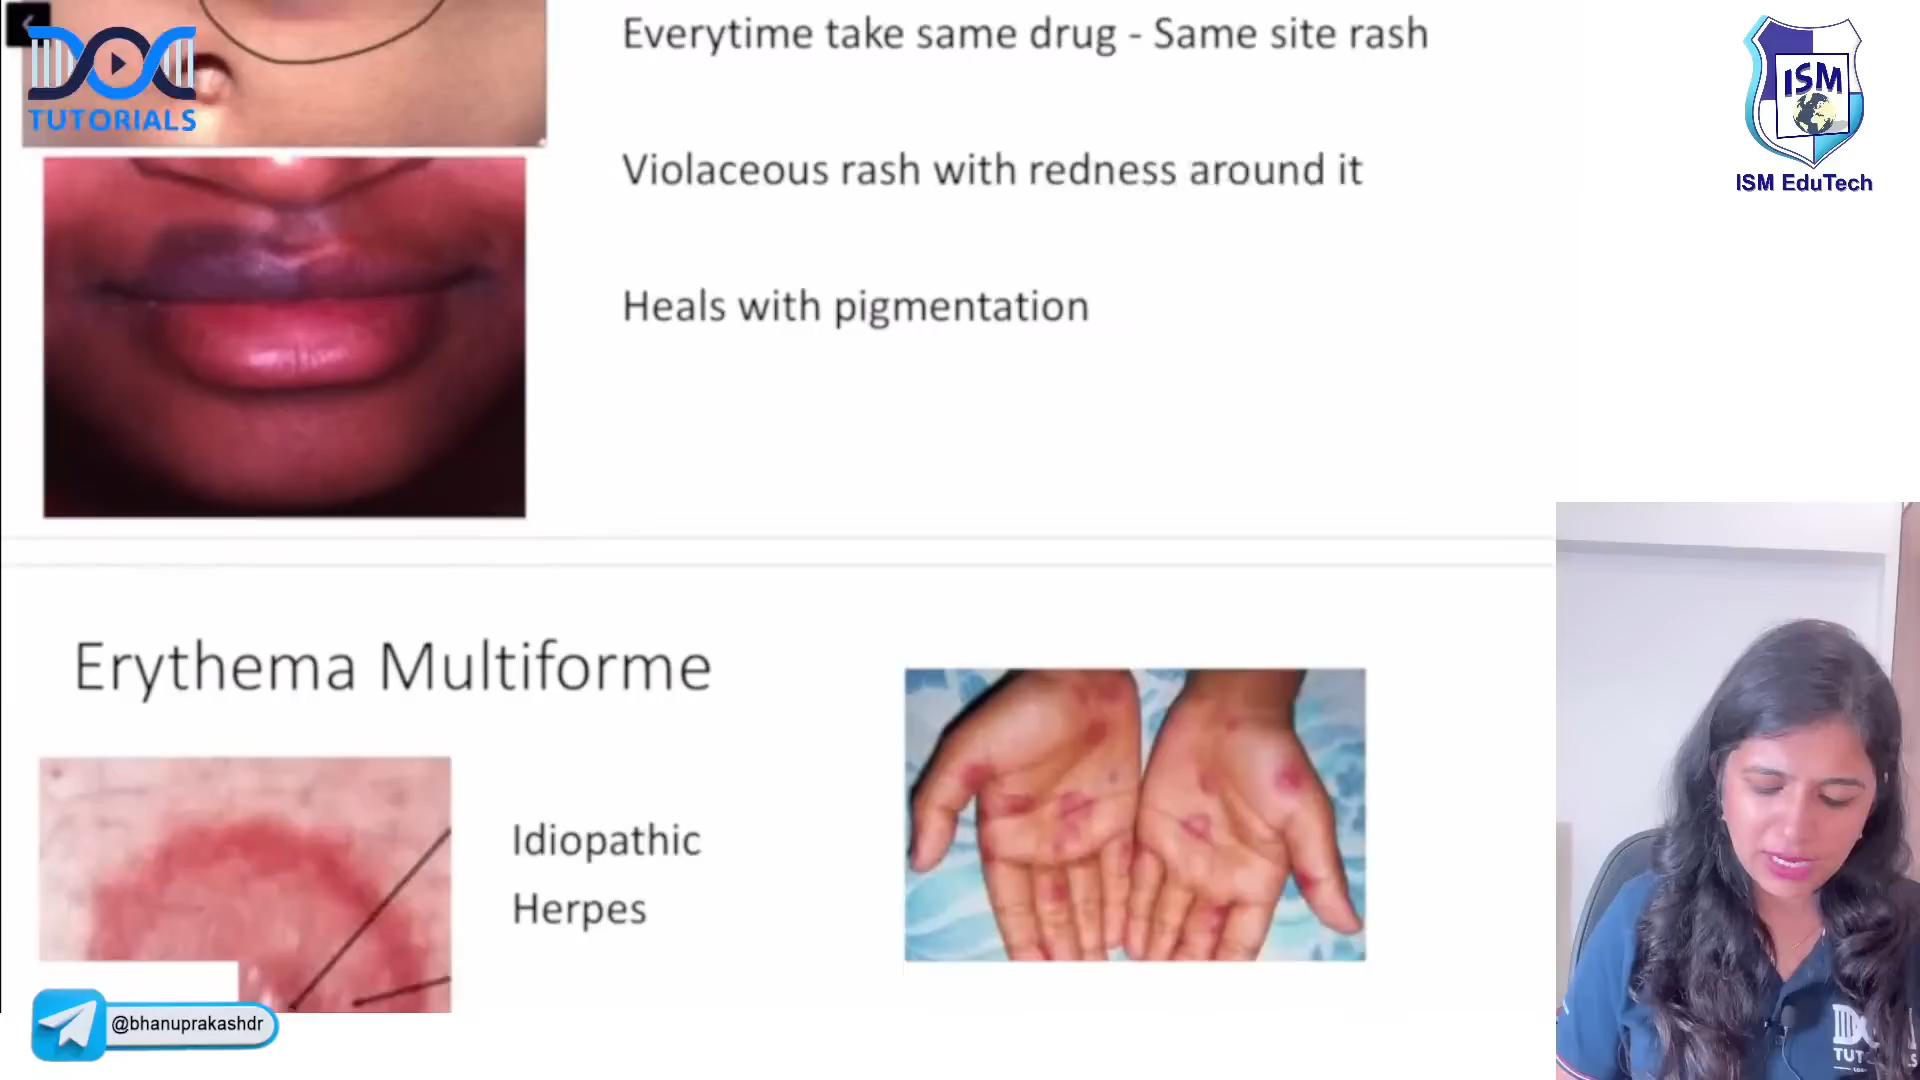 DOC
TUTORIALS
Everytime take same drug - Same site rash
Violaceous rash with redness around it
Heals with pigmentation
ISM
ISM EduTech
Erythema Multiforme
Idiopathic
Herpes
@bhanuprakashdr